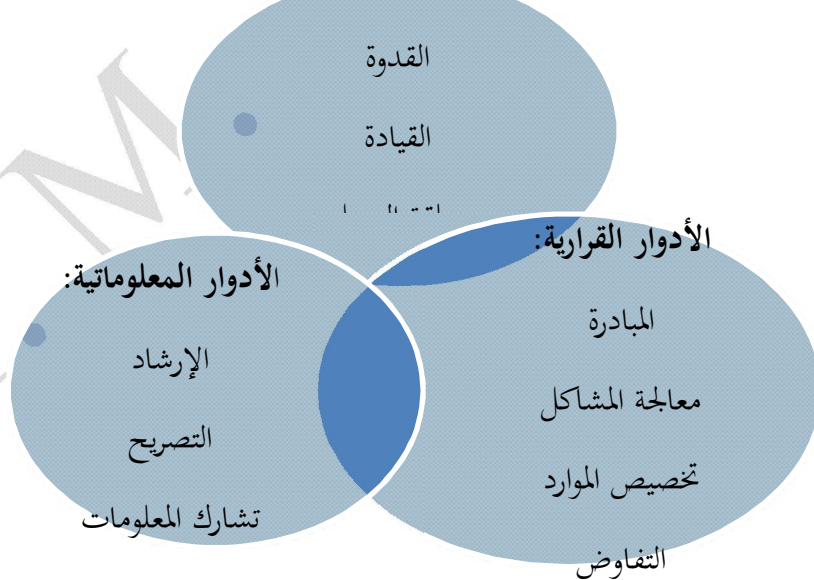 القدوة
القيادة
الأدوار القرارية:
المبادرة
معالجة المشاكل
تخصيص الموارد
التفاوض
الأدوار المعلوماتية:
الإرشاد
التصريح
تشارك المعلومات